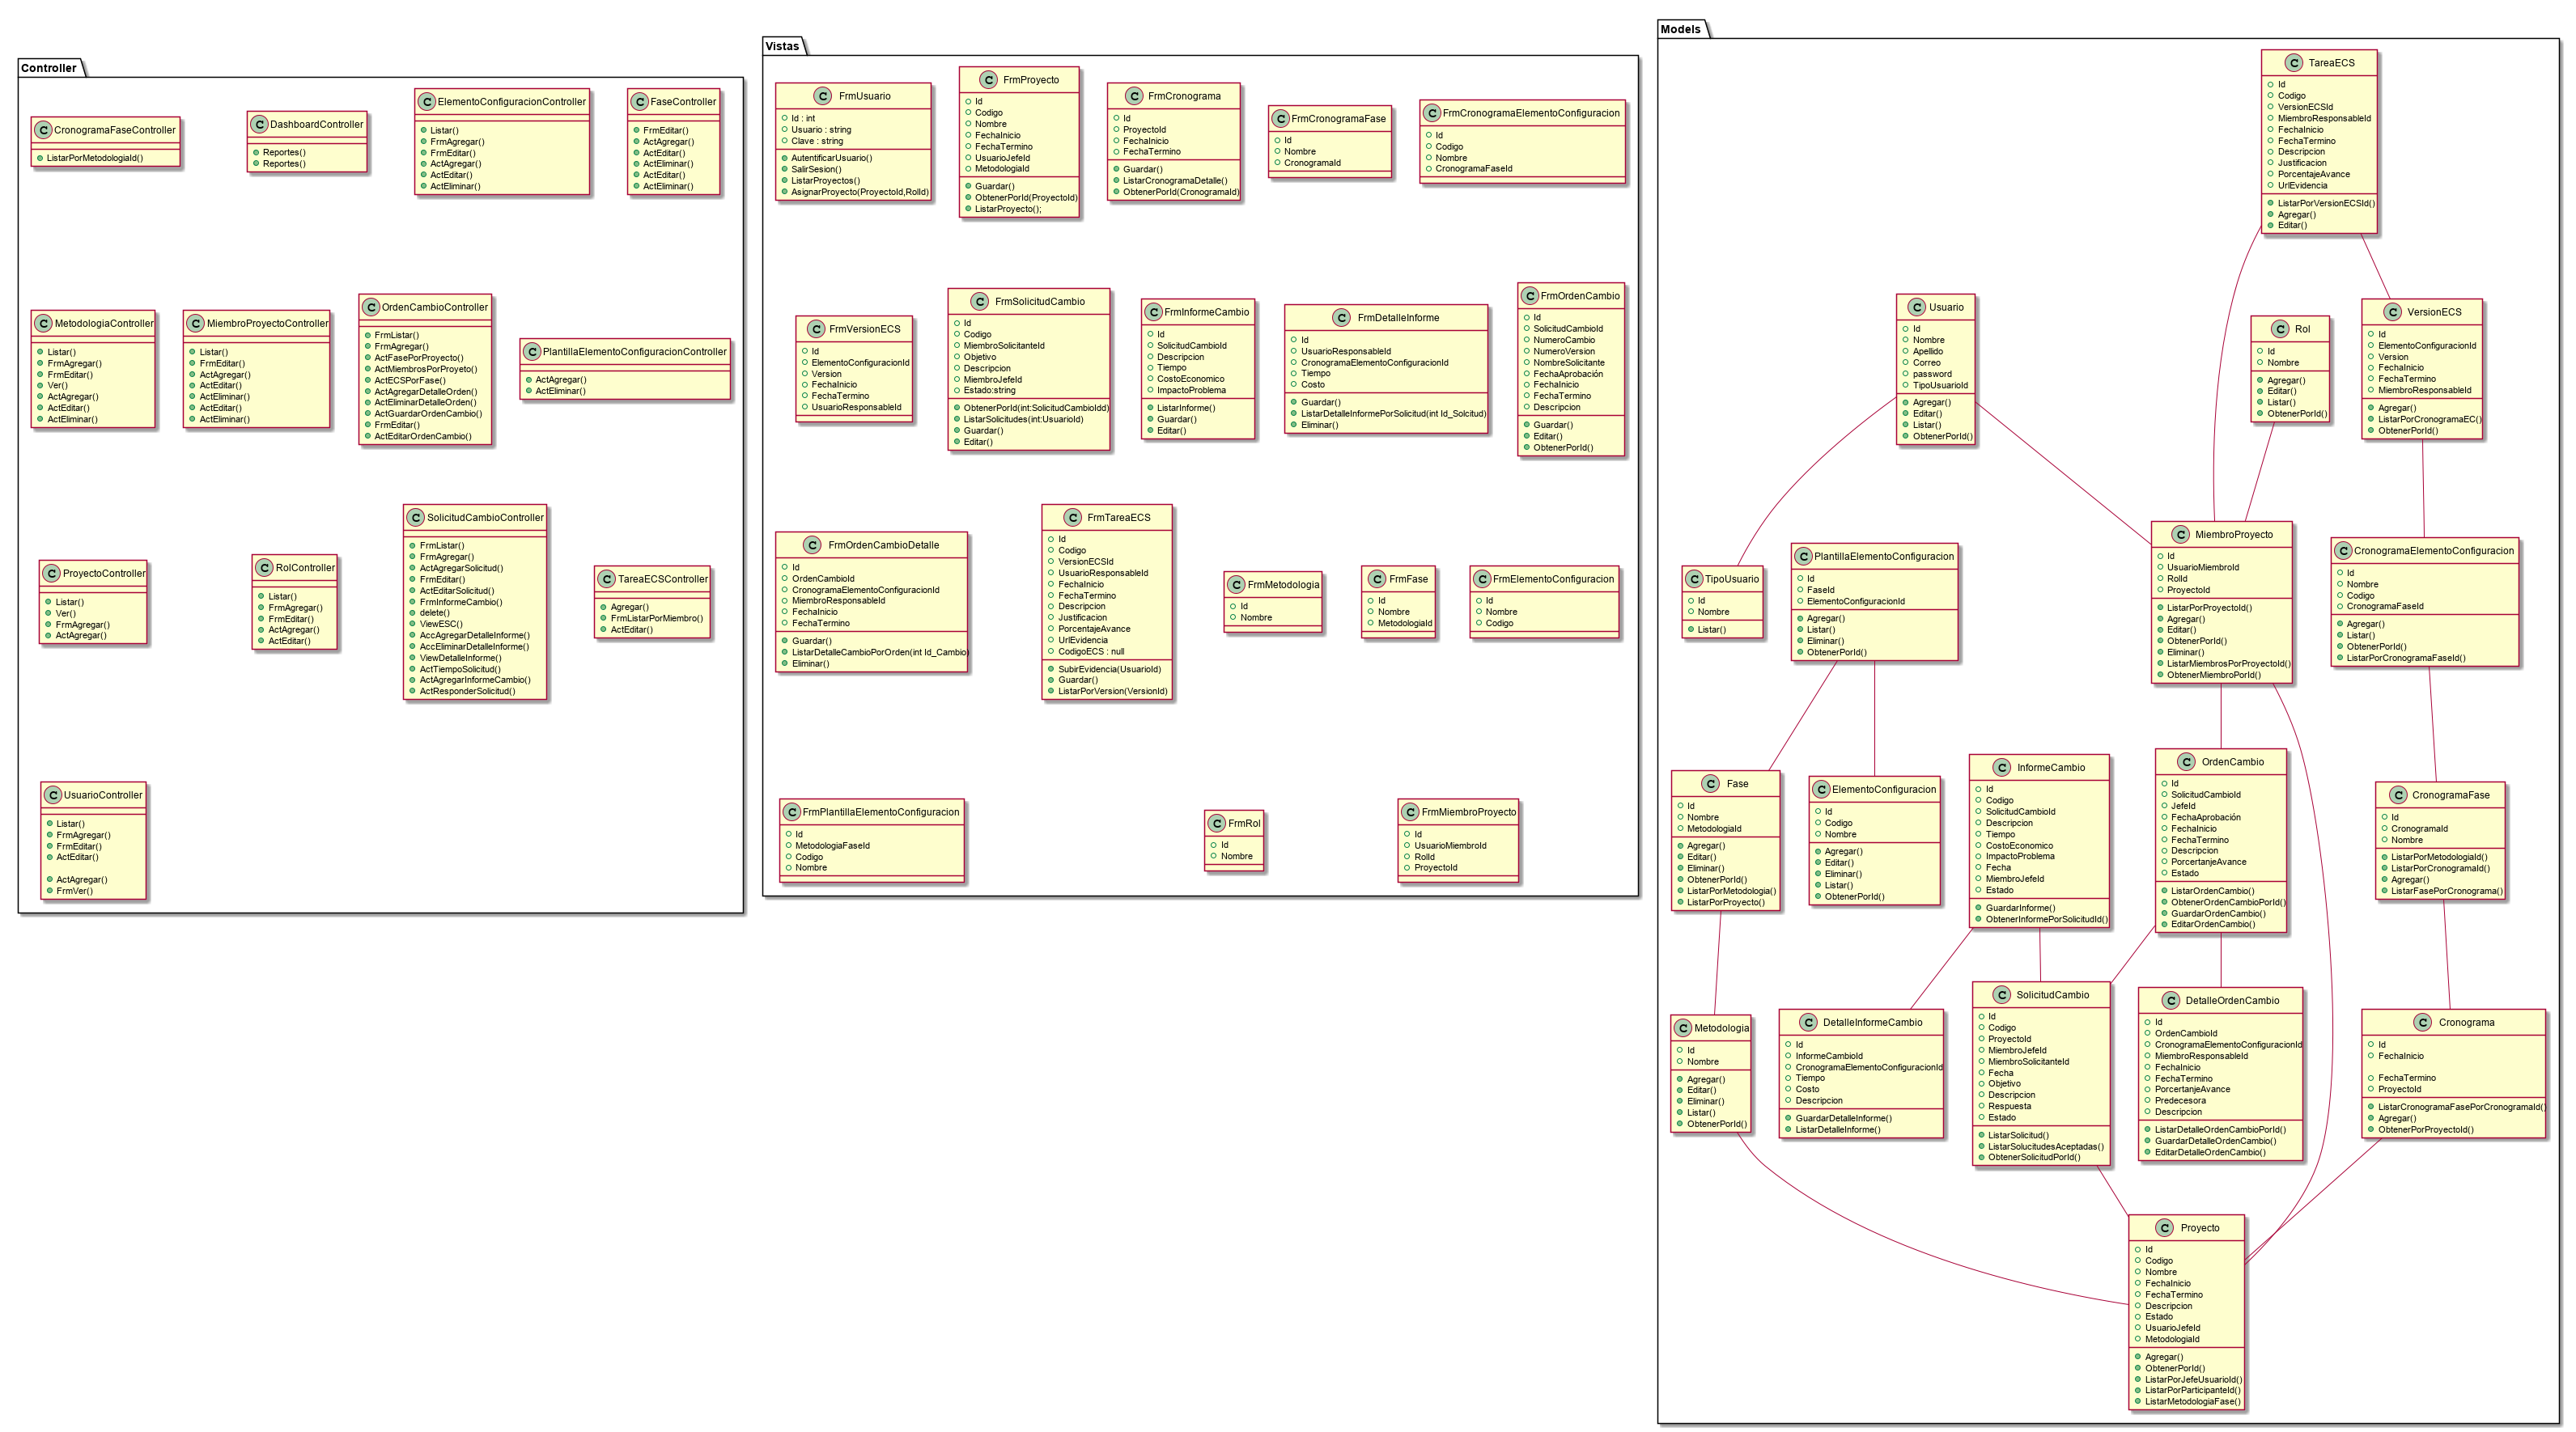 Controller
CronogramaFaseController
ListarPorMetodologiaId()
DashboardController
Reportes()
Reportes()
ElementoConfiguracionController
Listar()
FrmAgregar()
FrmEditar()
ActAgregar()
ActEditar()
ActEliminar()
FaseController
FrmEditar()
ActAgregar()
ActEditar()
ActEliminar()
ActEditar()
ActEliminar()
MetodologiaController
Listar()
FrmAgregar()
FrmEditar()
Ver()
ActAgregar()
ActEditar()
ActEliminar()
MiembroProyectoController
Listar()
FrmEditar()
ActAgregar()
ActEditar()
ActEliminar()
ActEditar()
ActEliminar()
OrdenCambioController
FrmListar()
FrmAgregar()
ActFasePorProyecto()
ActMiembrosPorProyeto()
ActECSPorFase()
ActAgregarDetalleOrden()
ActEliminarDetalleOrden()
ActGuardarOrdenCambio()
FrmEditar()
ActEditarOrdenCambio()
PlantillaElementoConfiguracionController
ActAgregar()
ActEliminar()
ProyectoController
Listar()
Ver()
FrmAgregar()
ActAgregar()
RolController
Listar()
FrmAgregar()
FrmEditar()
ActAgregar()
ActEditar()
SolicitudCambioController
FrmListar()
FrmAgregar()
ActAgregarSolicitud()
FrmEditar()
ActEditarSolicitud()
FrmInformeCambio()
delete()
ViewESC()
AccAgregarDetalleInforme()
AccEliminarDetalleInforme()
ViewDetalleInforme()
ActTiempoSolicitud()
ActAgregarInformeCambio()
ActResponderSolicitud()
TareaECSController
Agregar()
FrmListarPorMiembro()
ActEditar()
UsuarioController
Listar()
FrmAgregar()
FrmEditar()
ActEditar()
ActAgregar()
FrmVer()
Vistas
FrmUsuario
Id : int
Usuario : string
Clave : string
AutentificarUsuario()
SalirSesion()
ListarProyectos()
AsignarProyecto(ProyectoId,RolId)
FrmProyecto
Id
Codigo
Nombre
FechaInicio
FechaTermino
UsuarioJefeId
MetodologiaId
Guardar()
ObtenerPorId(ProyectoId)
ListarProyecto();
FrmCronograma
Id
ProyectoId
FechaInicio
FechaTermino
Guardar()
ListarCronogramaDetalle()
ObtenerPorId(CronogramaId)
FrmCronogramaFase
Id
Nombre
CronogramaId
FrmCronogramaElementoConfiguracion
Id
Codigo
Nombre
CronogramaFaseId
FrmVersionECS
Id
ElementoConfiguracionId
Version
FechaInicio
FechaTermino
UsuarioResponsableId
FrmSolicitudCambio
Id
Codigo
MiembroSolicitanteId
Objetivo
Descripcion
MiembroJefeId
Estado:string
ObtenerPorId(int:SolicitudCambioIdd)
ListarSolicitudes(int:UsuarioId)
Guardar()
Editar()
FrmInformeCambio
Id
SolicitudCambioId
Descripcion
Tiempo
CostoEconomico
ImpactoProblema
ListarInforme()
Guardar()
Editar()
FrmDetalleInforme
Id
UsuarioResponsableId
CronogramaElementoConfiguracionId
Tiempo
Costo
Guardar()
ListarDetalleInformePorSolicitud(int Id_Solcitud)
Eliminar()
FrmOrdenCambio
Id
SolicitudCambioId
NumeroCambio
NumeroVersion
NombreSolicitante
FechaAprobación
FechaInicio
FechaTermino
Descripcion
Guardar()
Editar()
ObtenerPorId()
FrmOrdenCambioDetalle
Id
OrdenCambioId
CronogramaElementoConfiguracionId
MiembroResponsableId
FechaInicio
FechaTermino
Guardar()
ListarDetalleCambioPorOrden(int Id_Cambio)
Eliminar()
FrmTareaECS
Id
Codigo
VersionECSId
UsuarioResponsableId
FechaInicio
FechaTermino
Descripcion
Justificacion
PorcentajeAvance
UrlEvidencia
CodigoECS : null
SubirEvidencia(UsuarioId)
Guardar()
ListarPorVersion(VersionId)
FrmMetodologia
Id
Nombre
FrmFase
Id
Nombre
MetodologiaId
FrmElementoConfiguracion
Id
Nombre
Codigo
FrmPlantillaElementoConfiguracion
Id
MetodologiaFaseId
Codigo
Nombre
FrmRol
Id
Nombre
FrmMiembroProyecto
Id
UsuarioMiembroId
RolId
ProyectoId
Models
TareaECS
Id
Codigo
VersionECSId
MiembroResponsableId
FechaInicio
FechaTermino
Descripcion
Justificacion
PorcentajeAvance
UrlEvidencia
ListarPorVersionECSId()
Agregar()
Editar()
Usuario
Id
Nombre
Apellido
Correo
password
TipoUsuarioId
Agregar()
Editar()
Listar()
ObtenerPorId()
Rol
Id
Nombre
Agregar()
Editar()
Listar()
ObtenerPorId()
VersionECS
Id
ElementoConfiguracionId
Version
FechaInicio
FechaTermino
MiembroResponsableId
Agregar()
ListarPorCronogramaEC()
ObtenerPorId()
TipoUsuario
Id
Nombre
Listar()
PlantillaElementoConfiguracion
Id
FaseId
ElementoConfiguracionId
Agregar()
Listar()
Eliminar()
ObtenerPorId()
MiembroProyecto
Id
UsuarioMiembroId
RolId
ProyectoId
ListarPorProyectoId()
Agregar()
Editar()
ObtenerPorId()
Eliminar()
ListarMiembrosPorProyectoId()
ObtenerMiembroPorId()
CronogramaElementoConfiguracion
Id
Nombre
Codigo
CronogramaFaseId
Agregar()
Listar()
ObtenerPorId()
ListarPorCronogramaFaseId()
Fase
Id
Nombre
MetodologiaId
Agregar()
Editar()
Eliminar()
ObtenerPorId()
ListarPorMetodologia()
ListarPorProyecto()
ElementoConfiguracion
Id
Codigo
Nombre
Agregar()
Editar()
Eliminar()
Listar()
ObtenerPorId()
InformeCambio
Id
Codigo
SolicitudCambioId
Descripcion
Tiempo
CostoEconomico
ImpactoProblema
Fecha
MiembroJefeId
Estado
GuardarInforme()
ObtenerInformePorSolicitudId()
OrdenCambio
Id
SolicitudCambioId
JefeId
FechaAprobación
FechaInicio
FechaTermino
Descripcion
PorcertanjeAvance
Estado
ListarOrdenCambio()
ObtenerOrdenCambioPorId()
GuardarOrdenCambio()
EditarOrdenCambio()
CronogramaFase
Id
CronogramaId
Nombre
ListarPorMetodologiaId()
ListarPorCronogramaId()
Agregar()
ListarFasePorCronograma()
Metodologia
Id
Nombre
Agregar()
Editar()
Eliminar()
Listar()
ObtenerPorId()
DetalleInformeCambio
Id
InformeCambioId
CronogramaElementoConfiguracionId
Tiempo
Costo
Descripcion
GuardarDetalleInforme()
ListarDetalleInforme()
SolicitudCambio
Id
Codigo
ProyectoId
MiembroJefeId
MiembroSolicitanteId
Fecha
Objetivo
Descripcion
Respuesta
Estado
ListarSolicitud()
ListarSolucitudesAceptadas()
ObtenerSolicitudPorId()
DetalleOrdenCambio
Id
OrdenCambioId
CronogramaElementoConfiguracionId
MiembroResponsableId
FechaInicio
FechaTermino
PorcertanjeAvance
Predecesora
Descripcion
ListarDetalleOrdenCambioPorId()
GuardarDetalleOrdenCambio()
EditarDetalleOrdenCambio()
Cronograma
Id
FechaInicio
FechaTermino
ProyectoId
ListarCronogramaFasePorCronogramaId()
Agregar()
ObtenerPorProyectoId()
Proyecto
Id
Codigo
Nombre
FechaInicio
FechaTermino
Descripcion
Estado
UsuarioJefeId
MetodologiaId
Agregar()
ObtenerPorId()
ListarPorJefeUsuarioId()
ListarPorParticipanteId()
ListarMetodologiaFase()